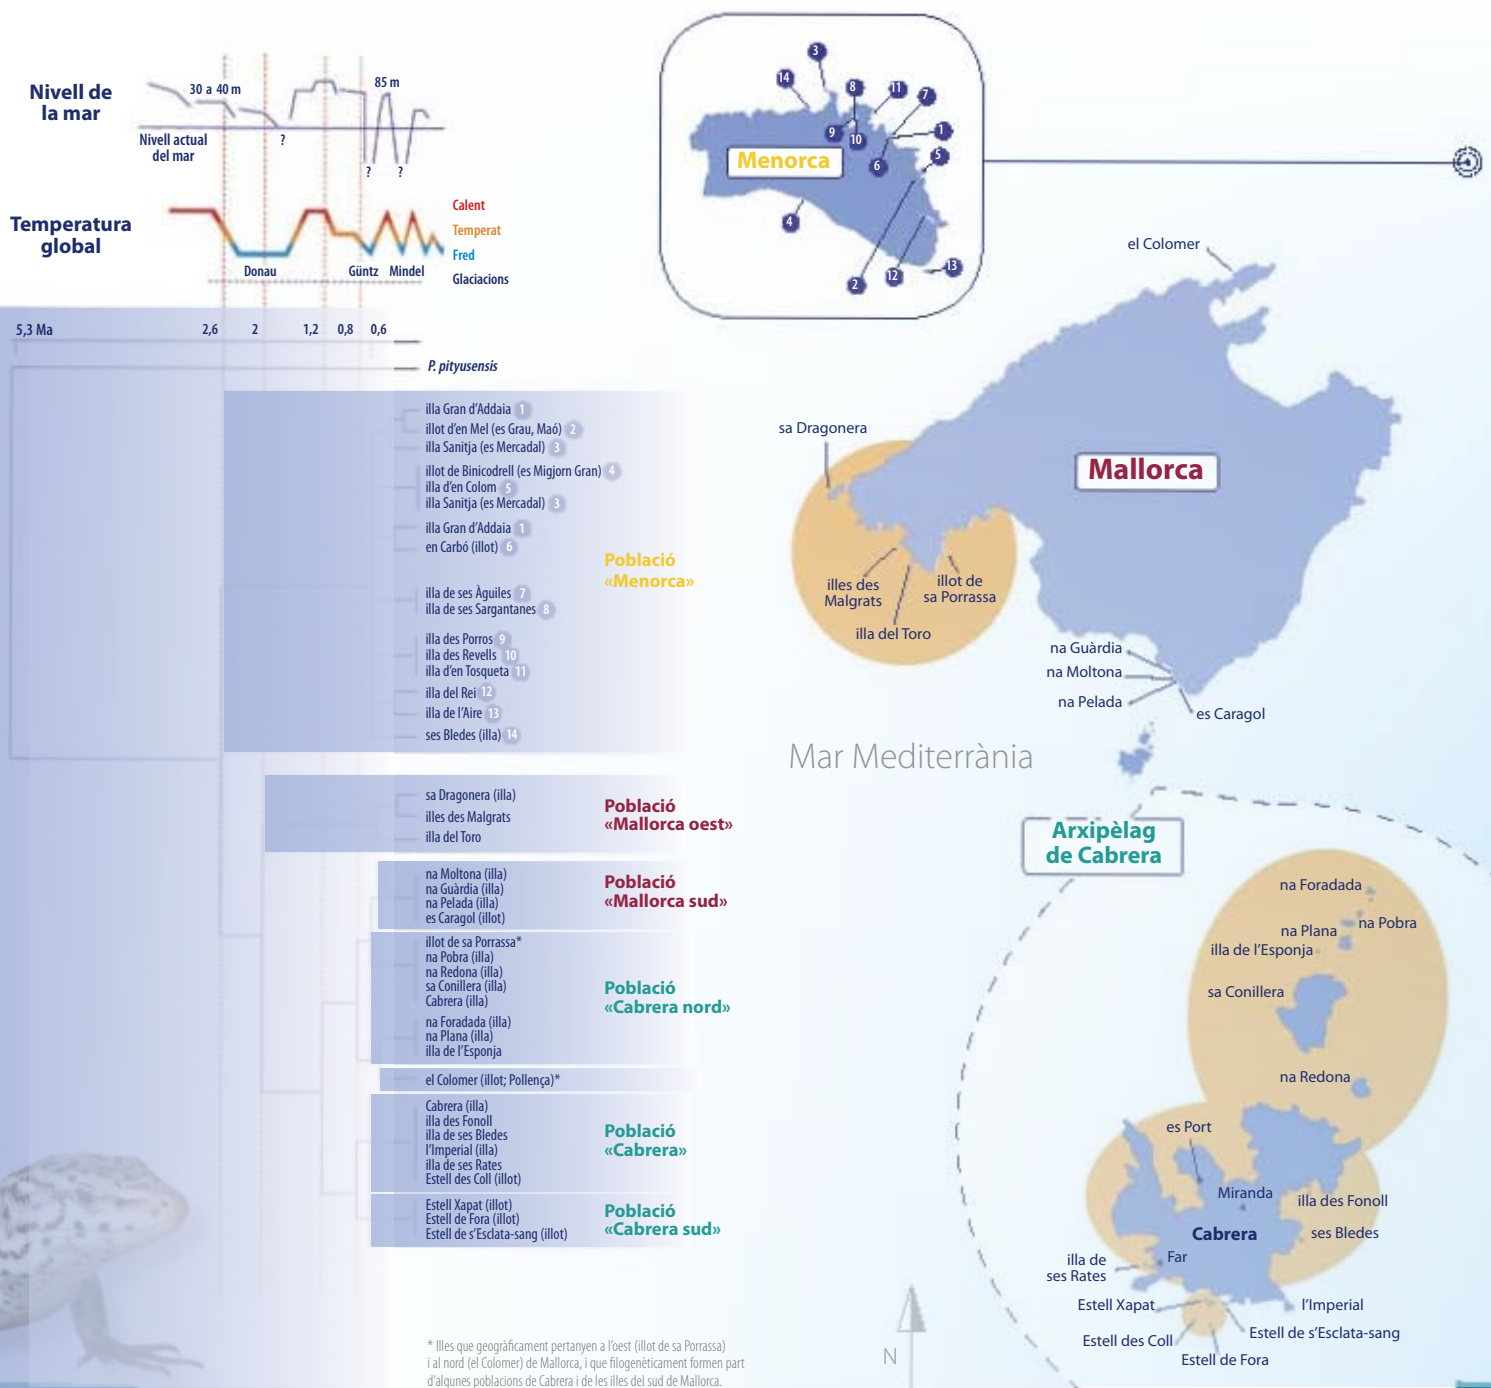 Nivell de
la mar
30 a 40 m
85 m
Nivell actual
del mar
?
?
?
Temperatura
global
Calent
Temperat
Fred
Glaciacions
Donau
Güntz
Mindel
5,3 Ma
2,6
2
1,2
0,8
0,6
P. pityusensis
illa Gran d'Addaia 1
illot d'en Mel (es Grau, Maó) 2
illa Sanitja (es Mercadal) 3
illot de Binicodrell (es Migjorn Gran) 4
illa d'en Colom 5
illa Sanitja (es Mercadal) 3
illa Gran d'Addaia 1
en Carbó (illot) 6
illa de ses Àguiles 7
illa de ses Sargantanes 8
illa des Porros 9
illa des Revells 10
illa d'en Tosqueta 11
illa del Rei 12
illa de l'Aire 13
ses Bledes (illa) 14
Població
«Menorca»
sa Dragonera (illa)
illes des Malgrats
illa del Toro
Població
«Mallorca oest»
na Moltona (illa)
na Guàrdia (illa)
na Pelada (illa)
es Caragol (illot)
Població
«Mallorca sud»
illot de sa Porrassa*
na Pobra (illa)
na Redona (illa)
sa Conillera (illa)
Cabrera (illa)
na Foradada (illa)
na Plana (illa)
illa de l'Esponja
Població
«Cabrera nord»
el Colomer (illot; Pollença)*
Cabrera (illa)
illa des Fonoll
illa de ses Bledes
l'Imperial (illa)
illa de ses Rates
Estell des Coll (illot)
Població
«Cabrera»
Estell Xapat (illot)
Estell de Fora (illot)
Estell de s'Esclata-sang (illot)
Població
«Cabrera sud»
* Illes que geogràficament pertanyen a l'oest (illot de sa Porrassa)
i al nord (el Colomer) de Mallorca, i que filogenèticament formen part
d'algunes poblacions de Cabrera i de les illes del sud de Mallorca.
3
14
8
11
7
9
10
1
6
5
Menorca
4
2
12
13
el Colomer
sa Dragonera
Mallorca
illes des
Malgrats
illot de
sa Porrassa
illa del Toro
na Guàrdia
na Moltona
na Pelada
es Caragol
Mar Mediterrània
Arxipèlag
de Cabrera
na Foradada
na Pobra
na Plana
illa de l'Esponja
sa Conillera
na Redona
es Port
Miranda
illa des Fonoll
Cabrera
ses Bledes
Far
illa de
ses Rates
Estell Xapat
l'Imperial
Estell des Coll
Estell de s'Esclata-sang
Estell de Fora
N